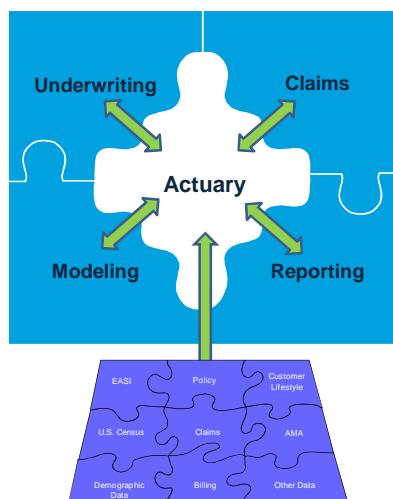 Underwriting
Claims
Actuary
Modeling
Reporting
EASI
Policy
Customer
Lifestyle
U.S. Census
Claims
AMA
Demographic
Data
Billing
Other Data